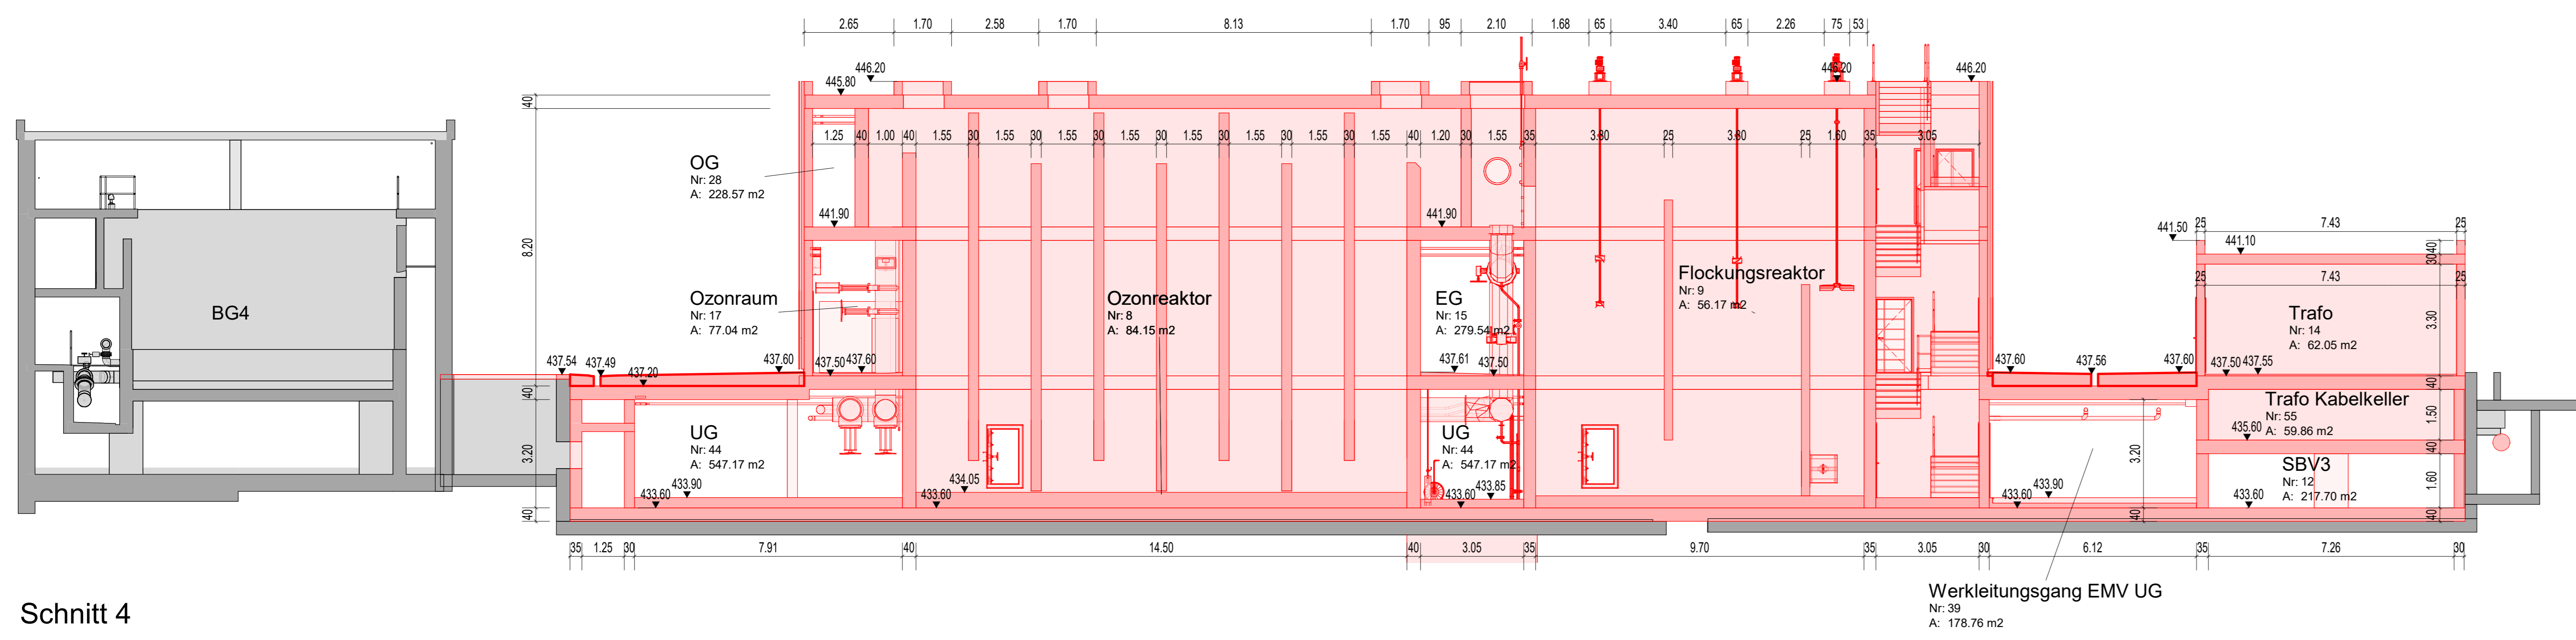 2.65 1.70 2.58 1.70 8.13 1.70 95 2.10 1.68 65 3.40 65 2.26 75 53
446.20 446.20 446.20
445.80
40
1.25 40 1.00 40 1.55 30 1.55 30 1.55 30 1.55 30 1.55 30 1.55 30 1.55 30 1.55 40 1.20 30 1.55 35 3.80 25 3.80 25 1.60 35 3.05
OG
Nr: 28
A: 228.57 m2
441.90 441.90
8.20
25 7.43 25
441.50
441.10
30 40
25 7.43 25
BG4
Ozonraum
Nr: 17
A: 77.04 m2
Ozonreaktor
Nr: 8
A: 84.15 m2
EG
Nr: 15
A: 279.54 m2
Flockungsreaktor
Nr: 9
A: 56.17 m2
Trafo
Nr: 14
A: 62.05 m2
3.30
437.54 437.49 437.20 437.60 437.50 437.60 437.61 437.50 437.60 437.56 437.60 437.50 437.55
40 40
Trafo Kabelkeller
Nr: 55
A: 59.86 m2
1.50
435.60
UG
Nr: 44
A: 547.17 m2
UG
Nr: 44
A: 547.17 m2
3.20 3.20
40
SBV3
Nr: 12
A: 217.70 m2
1.60
434.05
433.90 433.85 433.90
433.60 433.60 433.60 433.60 433.60
40 40 40
35 1.25 30 7.91 40 14.50 40 3.05 35 9.70 35 3.05 30 6.12 35 7.26 30
Werkleitungsgang EMV UG
Nr: 39
A: 178.76 m2
Schnitt 4